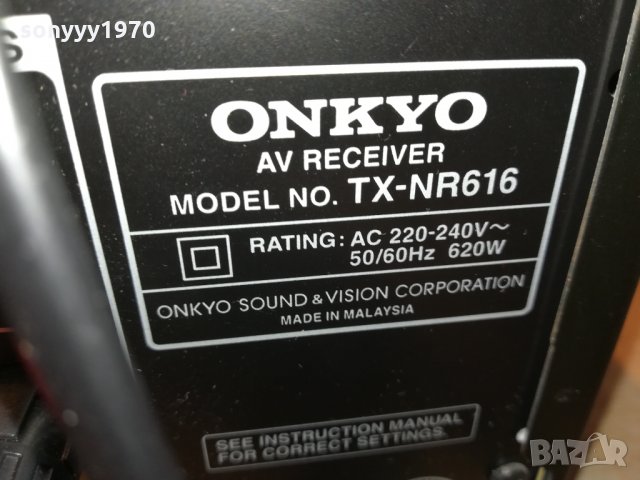 sonyyy1970
S
ONKYO
AV RECEIVER
MODEL NO. TX-NR616
RATING: AC 220-240V~
50/60Hz 620W
ONKYO SOUND & VISION CORPORATION
MADE IN MALAYSIA
SEE INSTRUCTION MANUAL
FOR CORRECT SETTINGS.
BAZAR